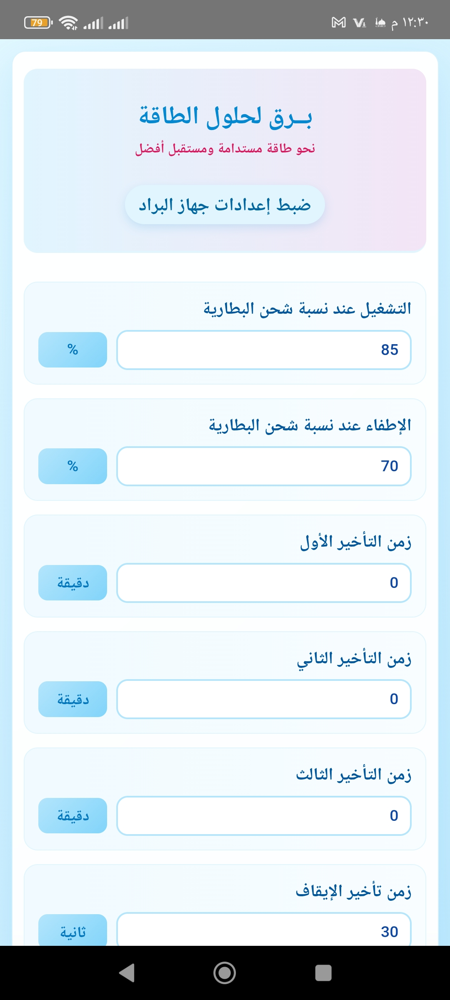 79
١٢:٣٠ م
بــرق لحلول الطاقة
نحو طاقة مستدامة ومستقبل أفضل
ضبط إعدادات جهاز البراد
التشغيل عند نسبة شحن البطارية
85
%
الإطفاء عند نسبة شحن البطارية
70
%
زمن التأخير الأول
0
دقيقة
زمن التأخير الثاني
0
دقيقة
زمن التأخير الثالث
0
دقيقة
زمن تأخير الإيقاف
30
ثانية